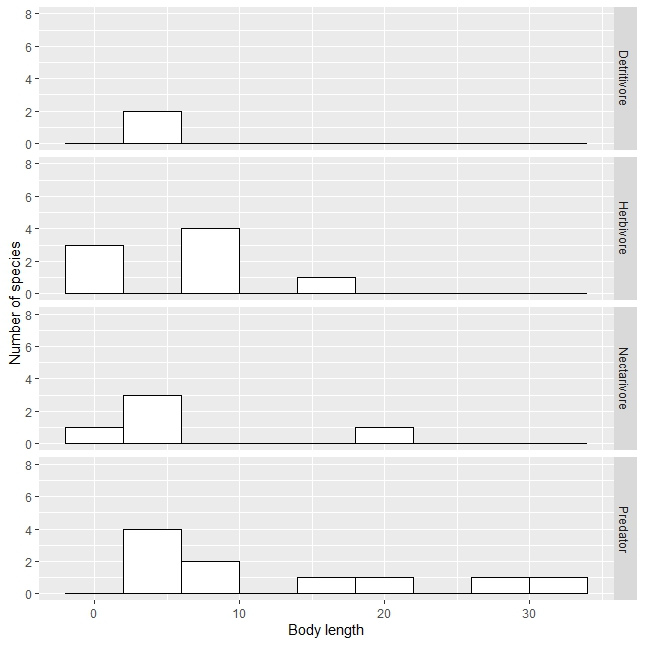 8
6
4
2
0
Detritivore
8
6
4
2
0
Herbivore
Number of species
8
6
4
2
0
Nectarivore
8
6
4
2
0
Predator
0 10 20 30
Body length